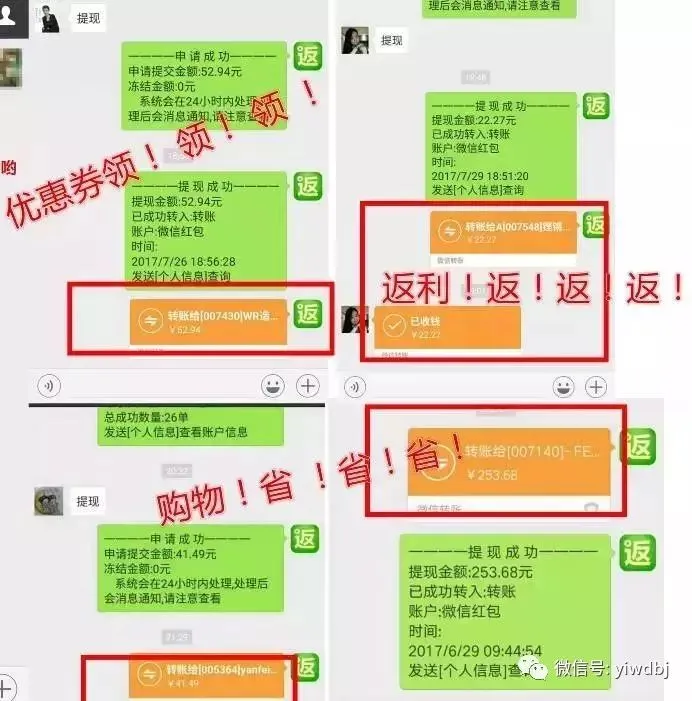 提现
————申请成功————
申请提交金额:52.94元
冻结金额:0元
系统会在24小时内处理
理后会消息通知,请注意查
优惠券领！领！领！
哟
————提现成功————
提现金额:52.94元
已成功转入:转账
账户:微信红包
时间:
2017/7/26 18:56:28
发送[个人信息]查询
转账给[007430]WR造...
￥52.94
返
返
返
理后会消息通知,请注意查看
提现
————提现成功————
提现金额:22.27元
已成功转入:转账
账户:微信红包
时间:
2017/7/29 18:51:20
发送[个人信息]查询
转账给A[007548]
￥22.27
微信转账
返利！返！返！返！
已收钱
￥22.27
微信转账
返
返
总成功数量:26单
发送[个人信息]查看账户信息
提现
购物！省！省！省！
————申请成功————
申请提交金额:41.49元
冻结金额:0元
系统会在24小时内处理,处理后
会消息通知,请注意查看
21:29
转账给[005364]yanfei...
￥41.49
返
返
转账给[007140]- FE...
￥253.68
微信转账
————提现成功————
提现金额:253.68元
已成功转入:转账
账户:微信红包
时间:
2017/6/29 09:44:54
发送[个人信息]查
返
返
微信号: yiwdbj